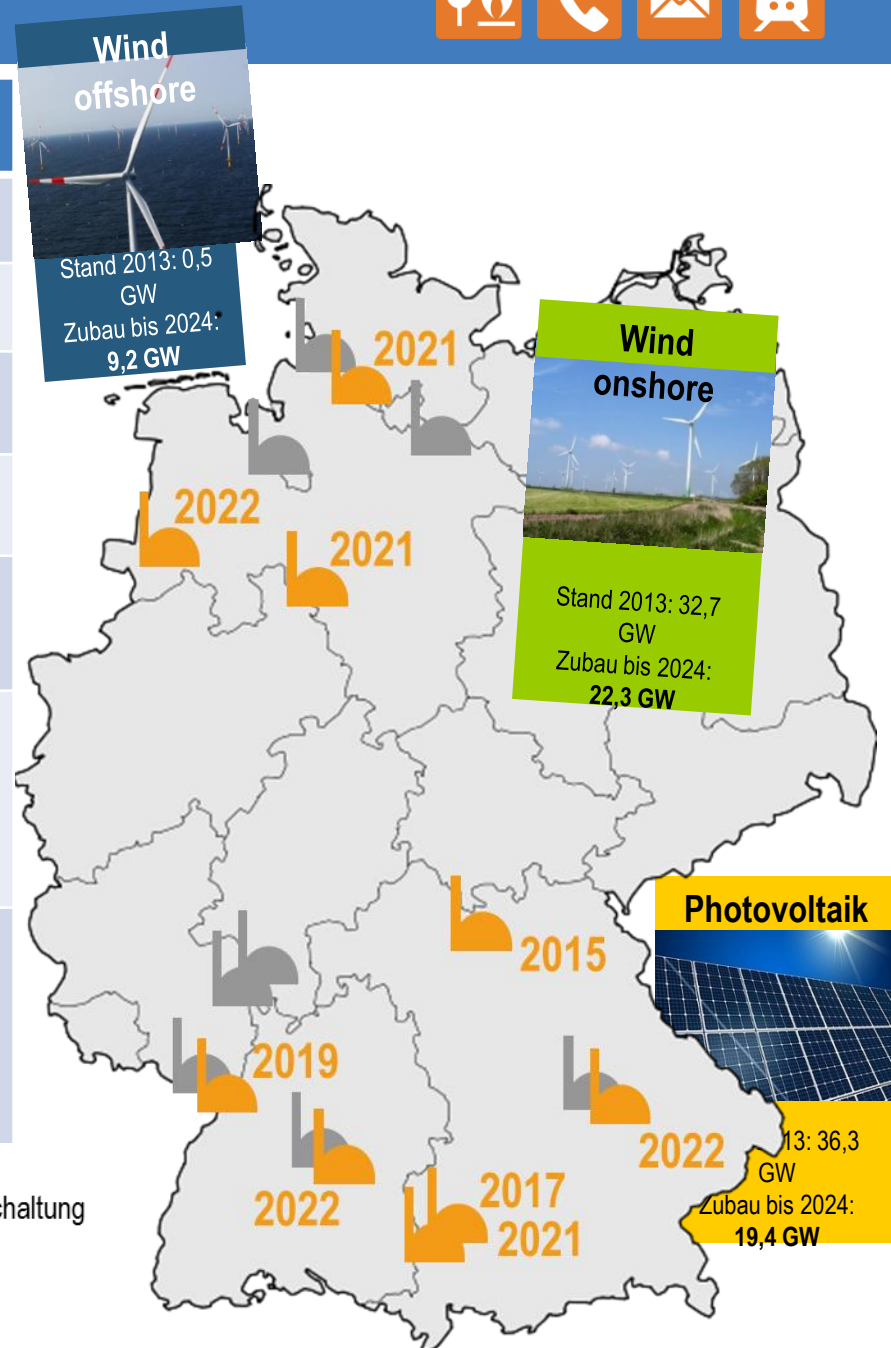 Wind
offshore
Stand 2013: 0,5
GW
Zubau bis 2024:
9,2 GW
Wind
onshore
Stand 2013: 32,7
GW
Zubau bis 2024:
22,3 GW
2021
2022
2021
2015
Photovoltaik
13: 36,3
GW
Zubau bis 2024:
19,4 GW
2019
2022
2022
2017
2021
chaltung